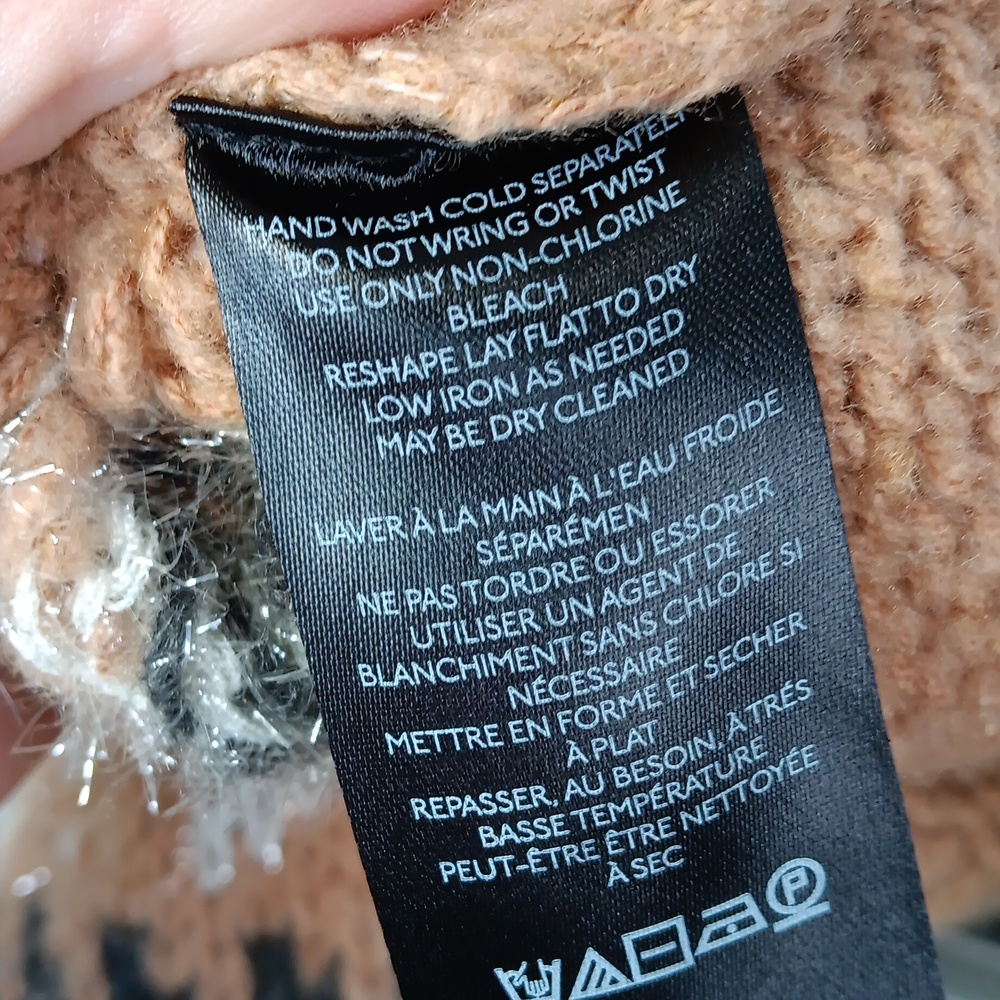 HAND WASH COLD SEPARATELY
DO NOT WRING OR TWIST
USE ONLY NON-CHLORINE
BLEACH
RESHAPE LAY FLAT TO DRY
LOW IRON AS NEEDED
MAY BE DRY CLEANED
LAVER À LA MAIN À L'EAU FROIDE
SÉPARÉMEN
NE PAS TORDRE OU ESSORER
UTILISER UN AGENT DE
BLANCHIMENT SANS CHLORE SI
NÉCESSAIRE
METTRE EN FORME ET SECHER
À PLAT
REPASSER, AU BESOIN, À TRÉS
BASSE TEMPÉRATURE
PEUT-ÊTRE ÊTRE NETTOYÉE
À SEC
P